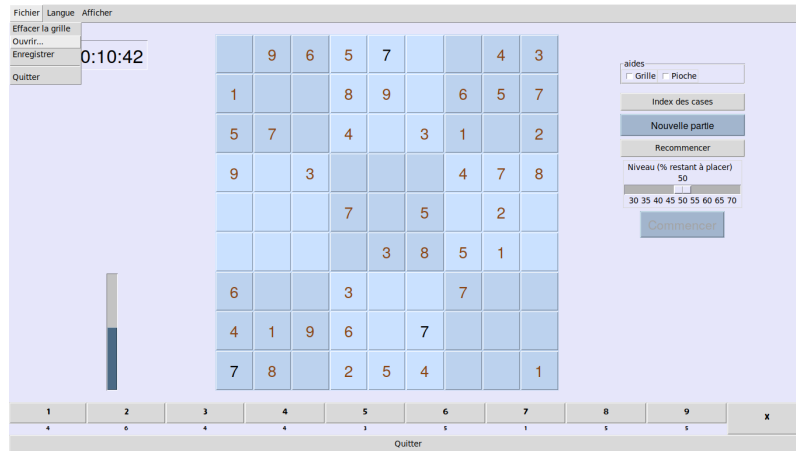 Fichier Langue Afficher
Effacer la grille
Ouvrir...
Enregistrer
Quitter
0:10:42
9 6 5 7 4 3
1 8 9 6 5 7
5 7 4 3 1 2
9 3 4 7 8
7 5 2
3 8 5 1
6 3 7
4 1 9 6 7
7 8 2 5 4 1
aides
Grille Pioche
Index des cases
Nouvelle partie
Recommencer
Niveau (% restant à placer)
50
30 35 40 45 50 55 60 65 70
Commencer
1 2 3 4 5 6 7 8 9 x
4 6 4 4 3 5 1 5 5
Quitter